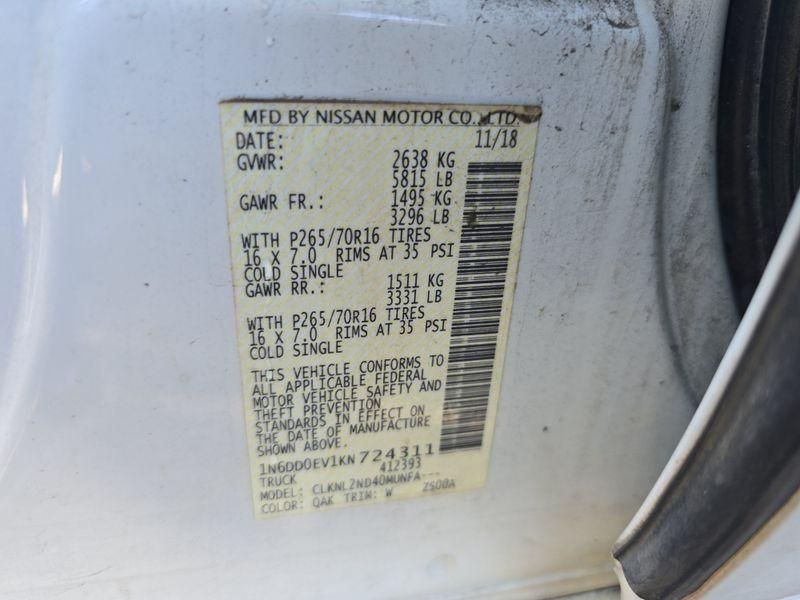 MFD BY NISSAN MOTOR CO., LTD.
DATE: 11/18
GVWR: 2638 KG
5815 LB
GAWR FR.: 1495 KG
3296 LB
WITH P265/70R16 TIRES
16 X 7.0 RIMS AT 35 PSI
COLD SINGLE
GAWR RR.: 1511 KG
3331 LB
WITH P265/70R16 TIRES
16 X 7.0 RIMS AT 35 PSI
COLD SINGLE
THIS VEHICLE CONFORMS TO
ALL APPLICABLE FEDERAL
MOTOR VEHICLE SAFETY AND
THEFT PREVENTION
STANDARDS IN EFFECT ON
THE DATE OF MANUFACTURE
SHOWN ABOVE.
1N6DD0EV1KN724311
TRUCK 412393
MODEL: CLKNL2ND40MUNFA---
COLOR: QAK TRIM: W ZS00A